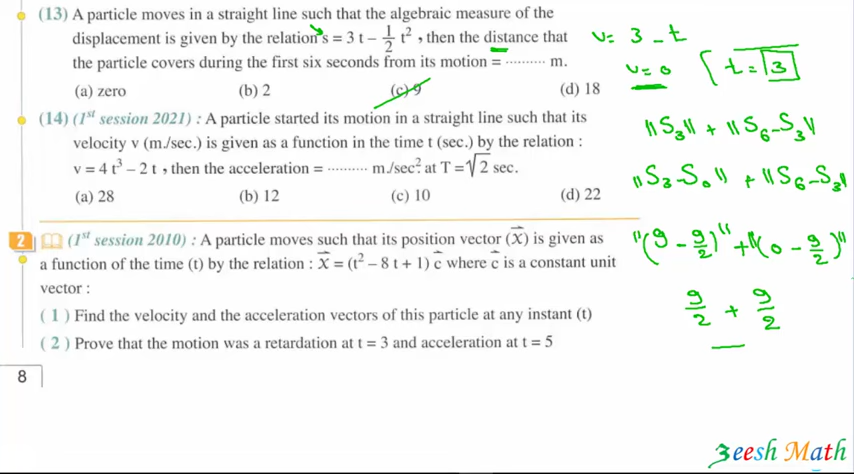 (13) A particle moves in a straight line such that the algebraic measure of the
displacement is given by the relation s = 3 t – 1/2 t² , then the distance that
the particle covers during the first six seconds from its motion = ·········· m.
(a) zero (b) 2 (c) 9 (d) 18
(14) (1st session 2021) : A particle started its motion in a straight line such that its
velocity v (m./sec.) is given as a function in the time t (sec.) by the relation :
v = 4 t³ – 2 t , then the acceleration = ·········· m./sec² at T = √2 sec.
(a) 28 (b) 12 (c) 10 (d) 22
2 (1st session 2010) : A particle moves such that its position vector (X⃗) is given as
a function of the time (t) by the relation : X⃗ = (t² – 8 t + 1) c⃗ where c⃗ is a constant unit
vector :
( 1 ) Find the velocity and the acceleration vectors of this particle at any instant (t)
( 2 ) Prove that the motion was a retardation at t = 3 and acceleration at t = 5
8
v = 3 - t
v = 0 t = 3
||S₃|| + ||S₆ - S₃||
||S₃ - S₀|| + ||S₆ - S₃||
||(9 - 9/2)|| + ||(0 - 9/2)||
9/2 + 9/2
Zeesh Math